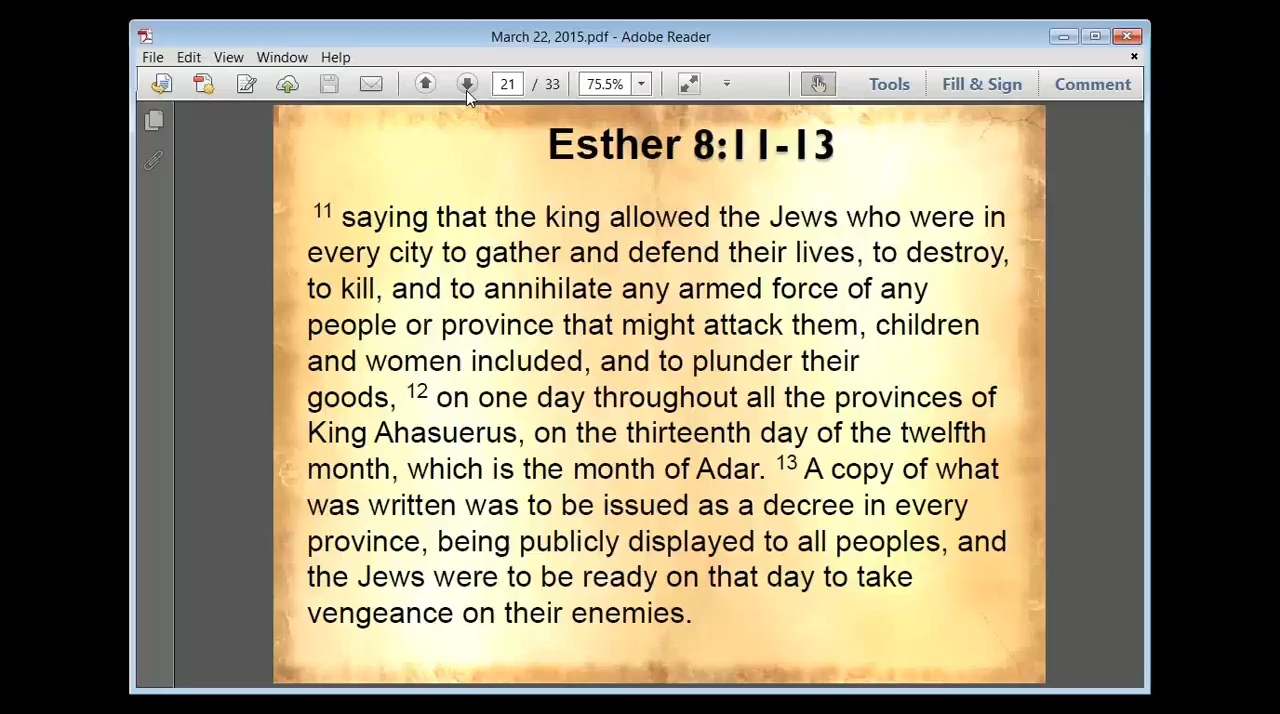 March 22, 2015.pdf - Adobe Reader
File Edit View Window Help
21 / 33 75.5% Tools Fill & Sign Comment
Esther 8:11-13
11 saying that the king allowed the Jews who were in
every city to gather and defend their lives, to destroy,
to kill, and to annihilate any armed force of any
people or province that might attack them, children
and women included, and to plunder their
goods, 12 on one day throughout all the provinces of
King Ahasuerus, on the thirteenth day of the twelfth
month, which is the month of Adar. 13 A copy of what
was written was to be issued as a decree in every
province, being publicly displayed to all peoples, and
the Jews were to be ready on that day to take
vengeance on their enemies.